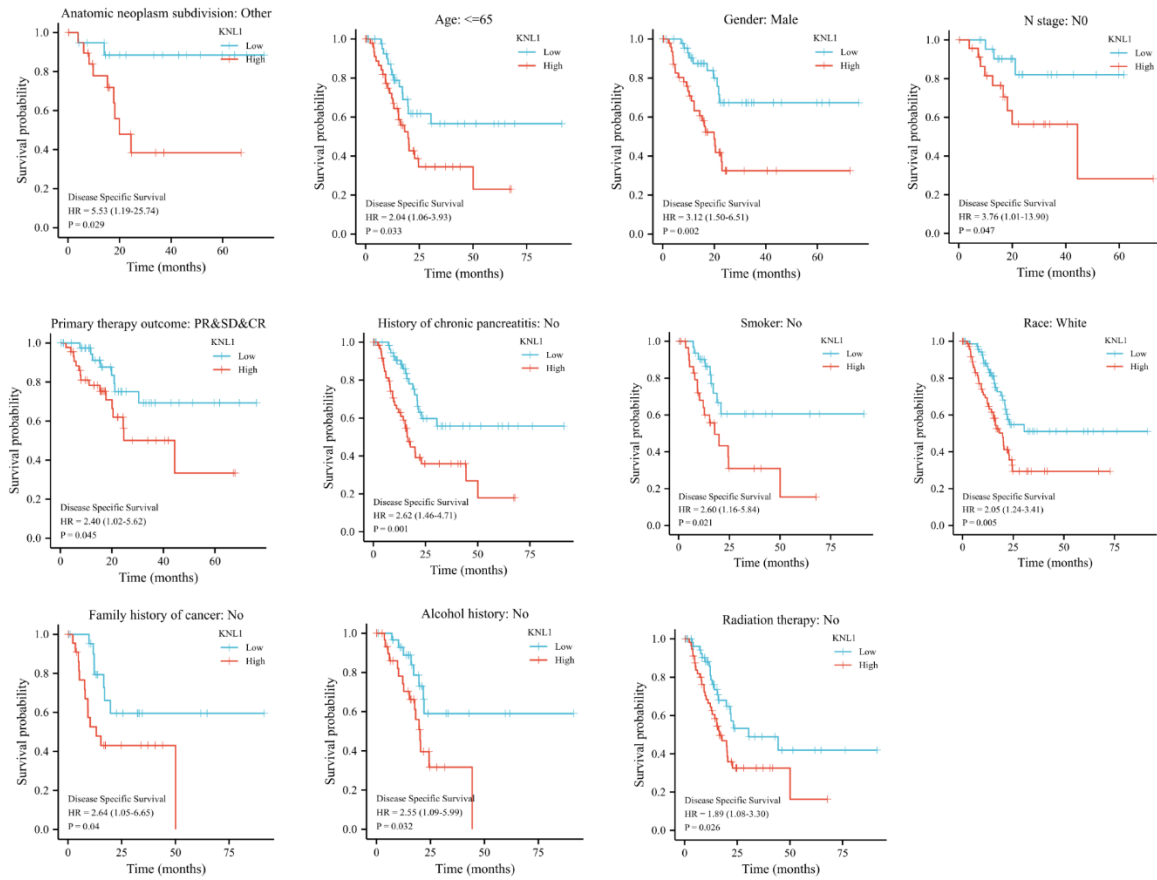 Anatomic neoplasm subdivision: Other
KNL1
Low
High
1.0
0.8
0.6
0.4
0.2
0.0
Survival probability
Disease Specific Survival
HR = 5.53 (1.19-25.74)
P = 0.029
0 20 40 60
Time (months)
Age: <=65
KNL1
Low
High
1.0
0.8
0.6
0.4
0.2
0.0
Survival probability
Disease Specific Survival
HR = 2.04 (1.06-3.93)
P = 0.033
0 25 50 75
Time (months)
Gender: Male
KNL1
Low
High
1.0
0.8
0.6
0.4
0.2
0.0
Survival probability
Disease Specific Survival
HR = 3.12 (1.50-6.51)
P = 0.002
0 20 40 60
Time (months)
N stage: N0
KNL1
Low
High
1.0
0.8
0.6
0.4
0.2
0.0
Survival probability
Disease Specific Survival
HR = 3.76 (1.01-13.90)
P = 0.047
0 20 40 60
Time (months)
Primary therapy outcome: PR&SD&CR
KNL1
Low
High
1.0
0.8
0.6
0.4
0.2
0.0
Survival probability
Disease Specific Survival
HR = 2.40 (1.02-5.62)
P = 0.045
0 20 40 60
Time (months)
History of chronic pancreatitis: No
KNL1
Low
High
1.0
0.8
0.6
0.4
0.2
0.0
Survival probability
Disease Specific Survival
HR = 2.62 (1.46-4.71)
P = 0.001
0 25 50 75
Time (months)
Smoker: No
KNL1
Low
High
1.0
0.8
0.6
0.4
0.2
0.0
Survival probability
Disease Specific Survival
HR = 2.60 (1.16-5.84)
P = 0.021
0 25 50 75
Time (months)
Race: White
KNL1
Low
High
1.0
0.8
0.6
0.4
0.2
0.0
Survival probability
Disease Specific Survival
HR = 2.05 (1.24-3.41)
P = 0.005
0 25 50 75
Time (months)
Family history of cancer: No
KNL1
Low
High
1.0
0.8
0.6
0.4
0.2
0.0
Survival probability
Disease Specific Survival
HR = 2.64 (1.05-6.65)
P = 0.04
0 25 50 75
Time (months)
Alcohol history: No
KNL1
Low
High
1.0
0.8
0.6
0.4
0.2
0.0
Survival probability
Disease Specific Survival
HR = 2.55 (1.09-5.99)
P = 0.032
0 25 50 75
Time (months)
Radiation therapy: No
KNL1
Low
High
1.0
0.8
0.6
0.4
0.2
0.0
Survival probability
Disease Specific Survival
HR = 1.89 (1.08-3.30)
P = 0.026
0 25 50 75
Time (months)